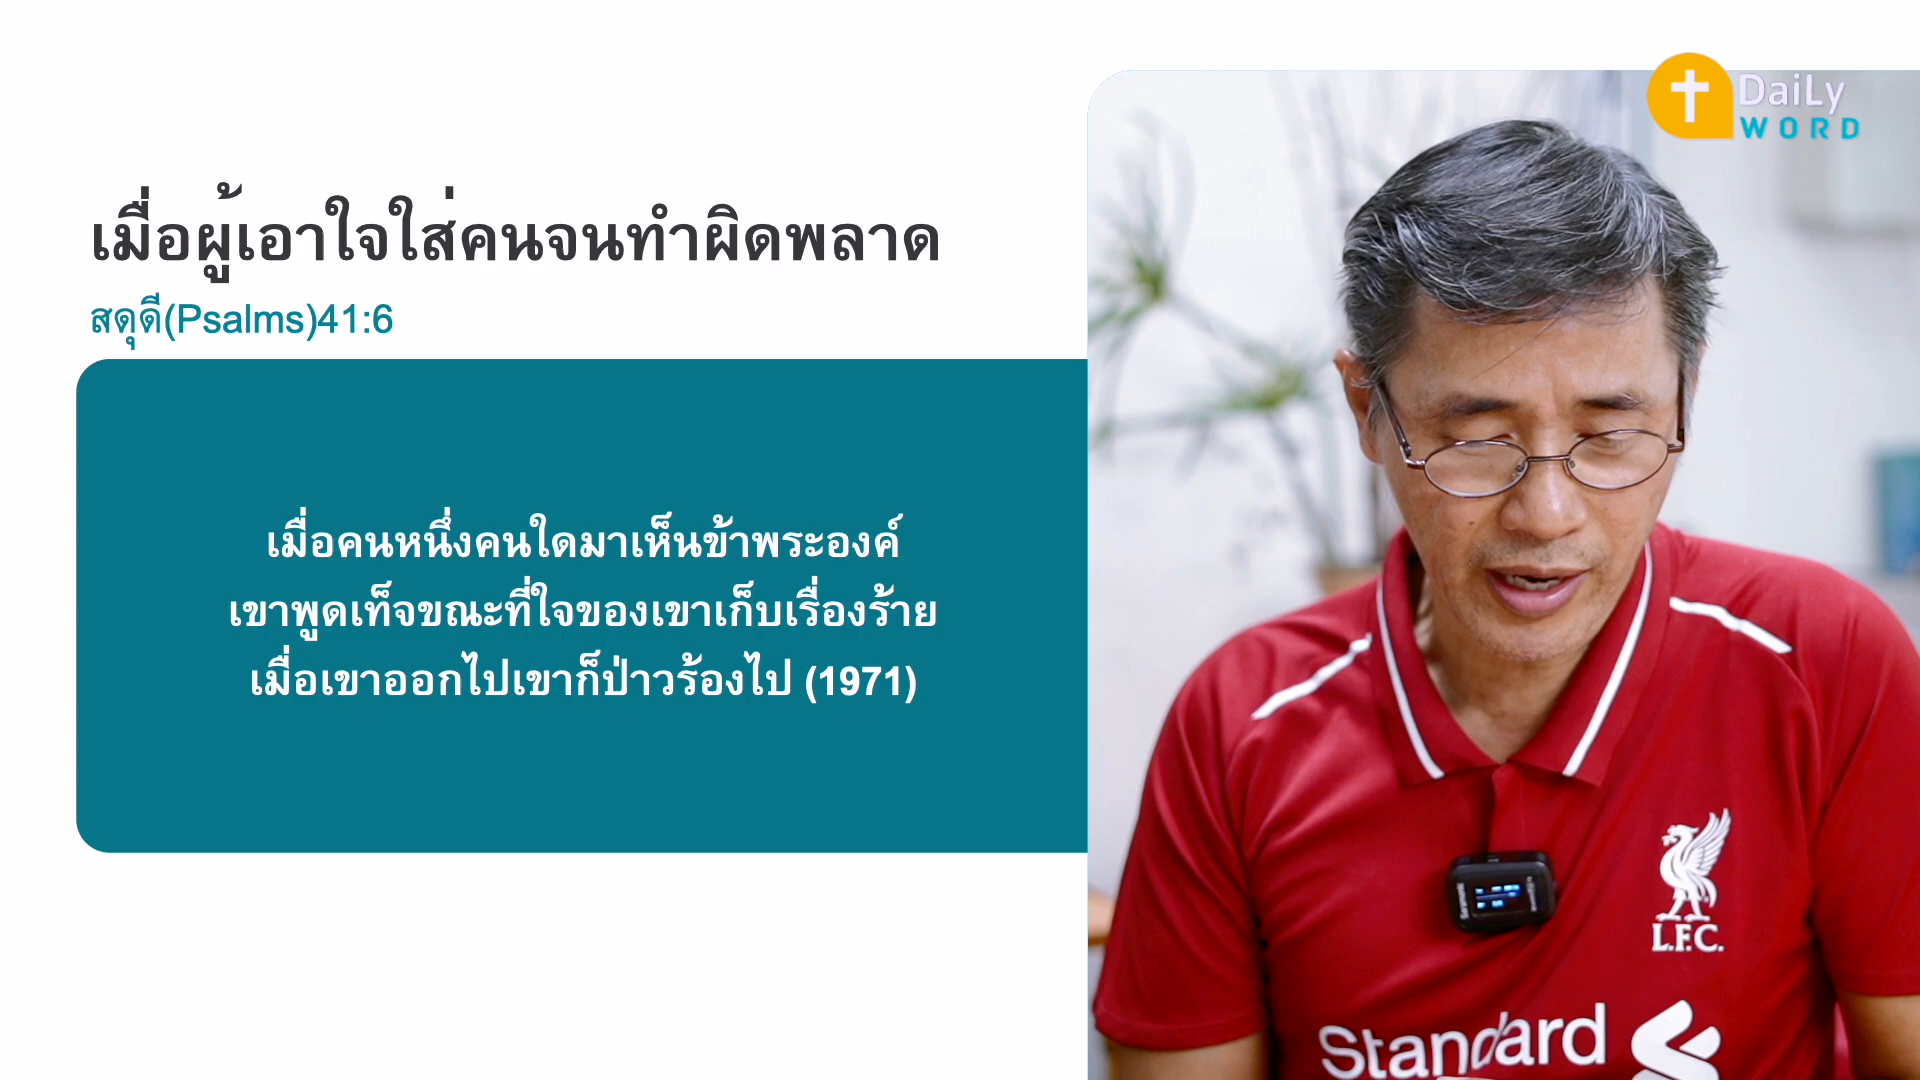 DaiLy
WORD
เมื่อผู้เอาใจใส่คนจนทำผิดพลาด
สดุดี(Psalms)41:6
เมื่อคนหนึ่งคนใดมาเห็นข้าพระองค์
เขาพูดเท็จขณะที่ใจของเขาเก็บเรื่องร้าย
เมื่อเขาออกไปเขาก็ป่าวร้องไป (1971)
L.F.C.
Standard